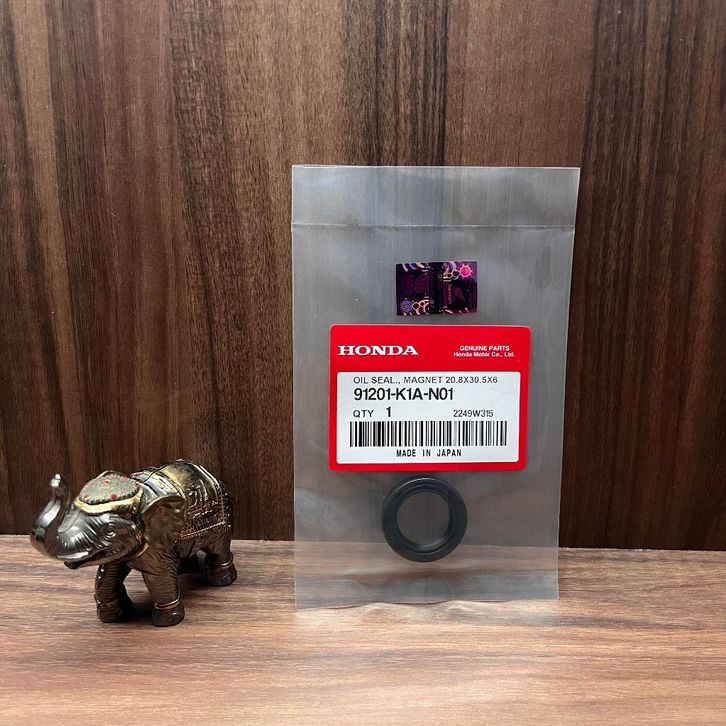 HONDA
GENUINE PARTS
Honda Motor Co., Ltd.
OIL SEAL., MAGNET 20.8X30.5X6
91201-K1A-N01
QTY 1 2249W315
MADE IN JAPAN